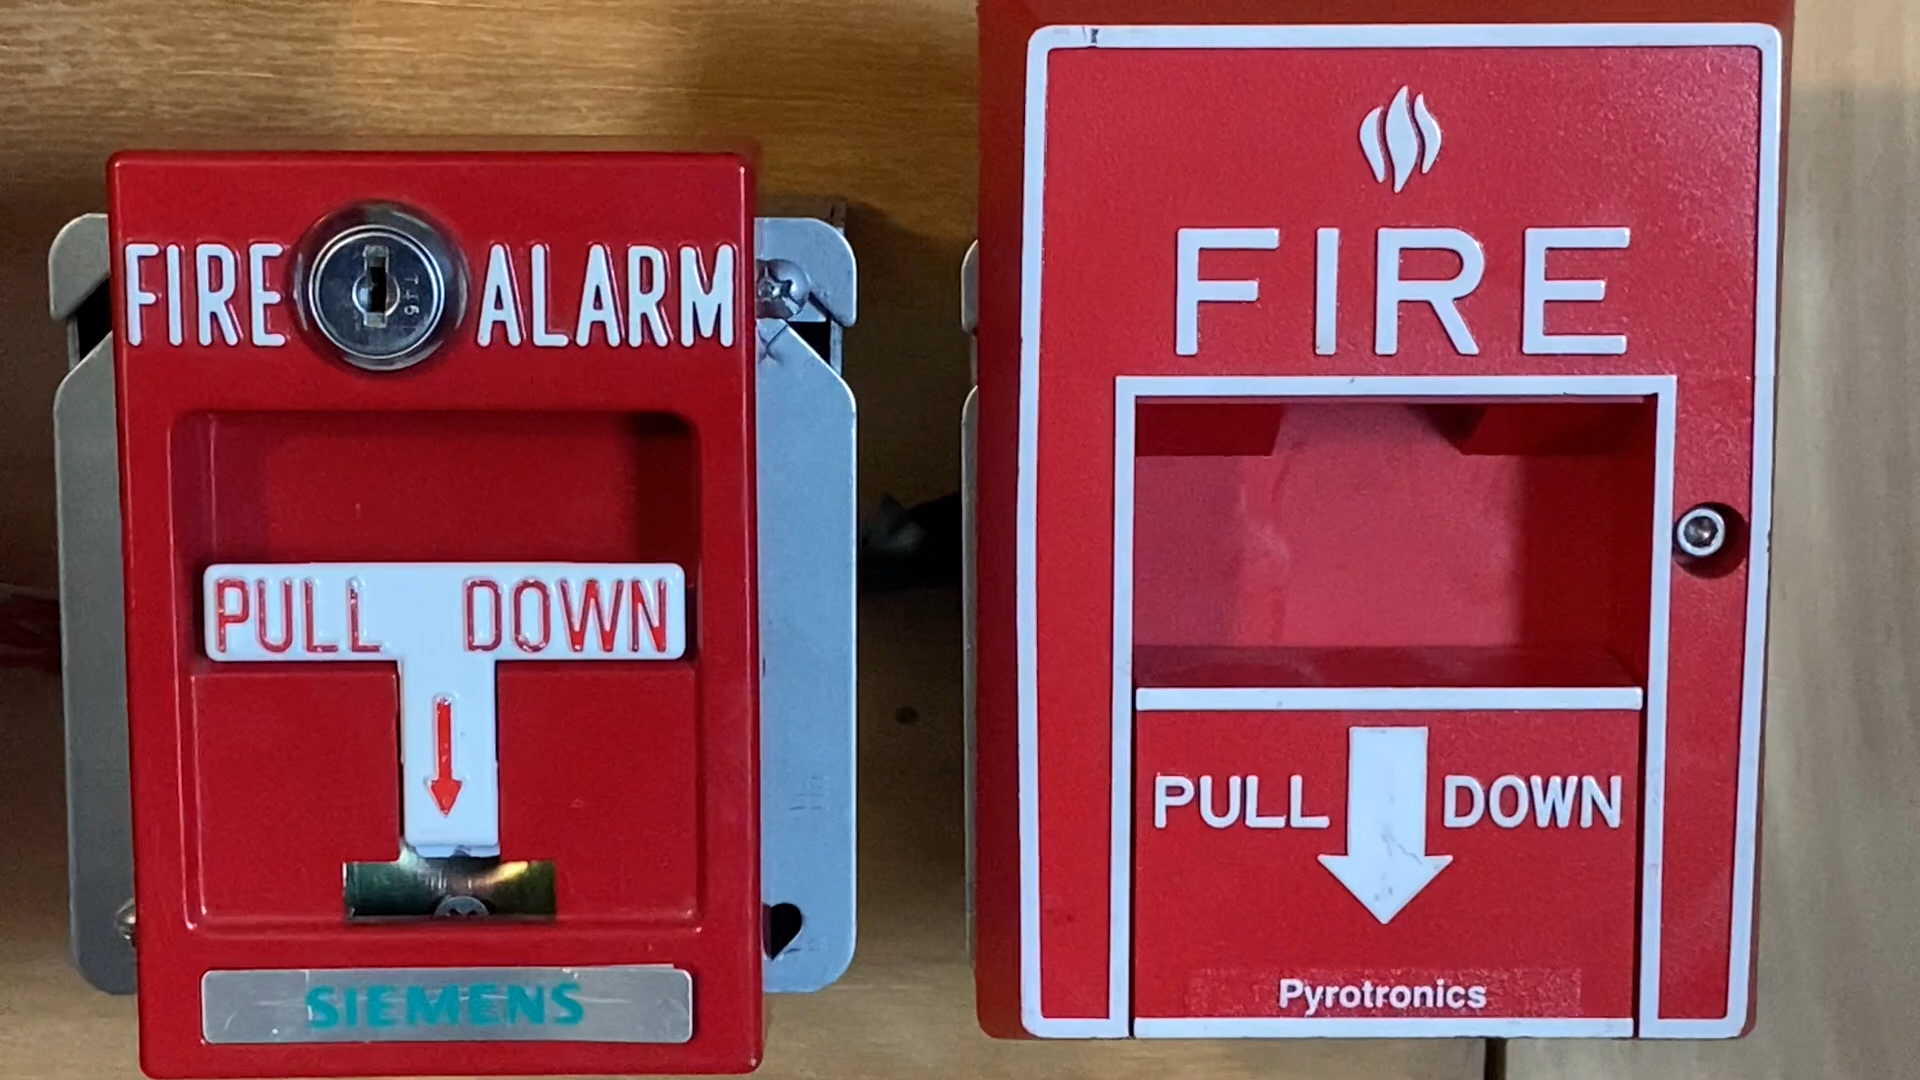 FIRE ALARM
PULL DOWN
SIEMENS
FIRE
PULL DOWN
Pyrotronics